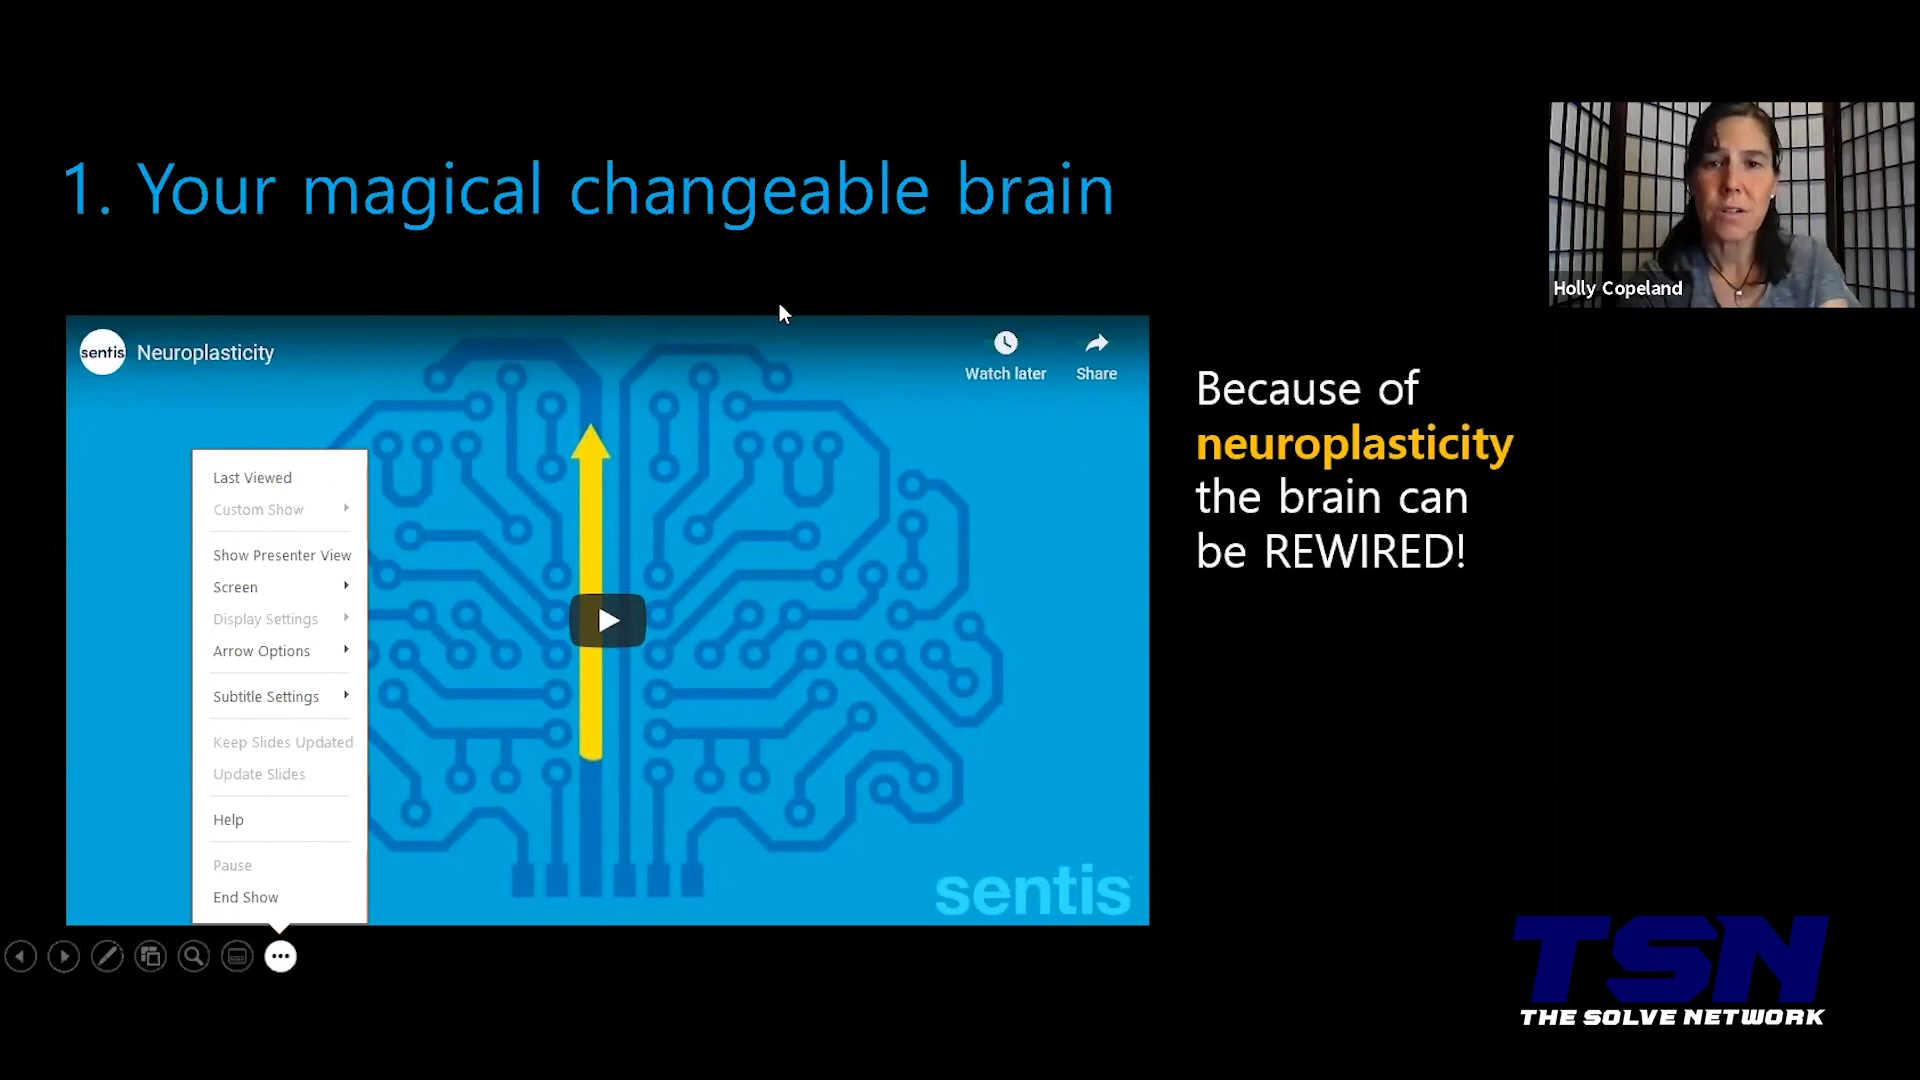 1. Your magical changeable brain
Holly Copeland
sentis
Neuroplasticity
Watch later
Share
Because of
neuroplasticity
the brain can
be REWIRED!
Last Viewed
Custom Show
Show Presenter View
Screen
Display Settings
Arrow Options
Subtitle Settings
Keep Slides Updated
Update Slides
Help
Pause
End Show
sentis
TSN
THE SOLVE NETWORK